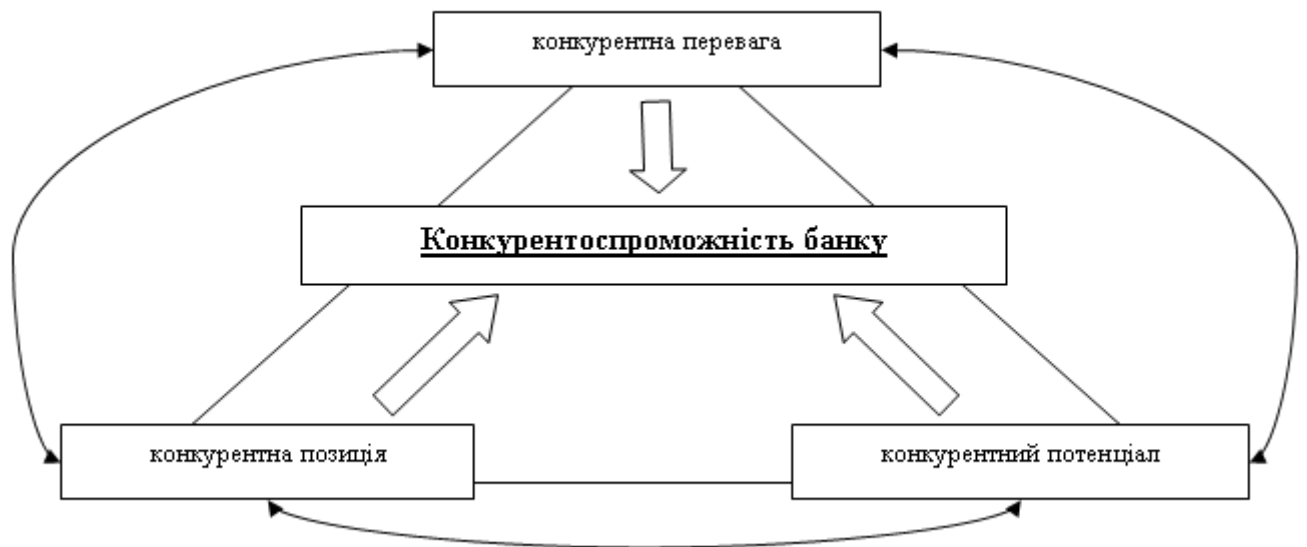 конкурентна перевага
Конкурентоспроможність банку
конкурентна позиція
конкурентний потенціал